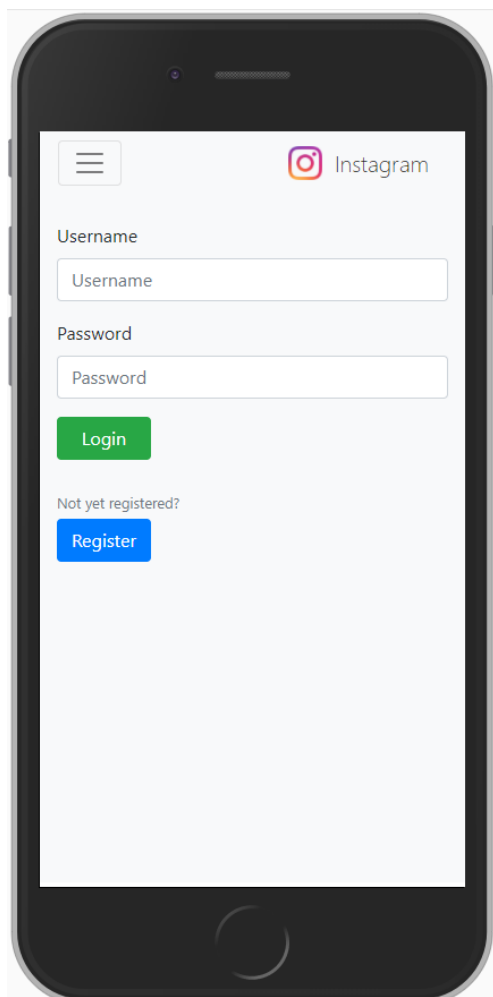 Instagram
Username
Username
Password
Password
Login
Not yet registered?
Register